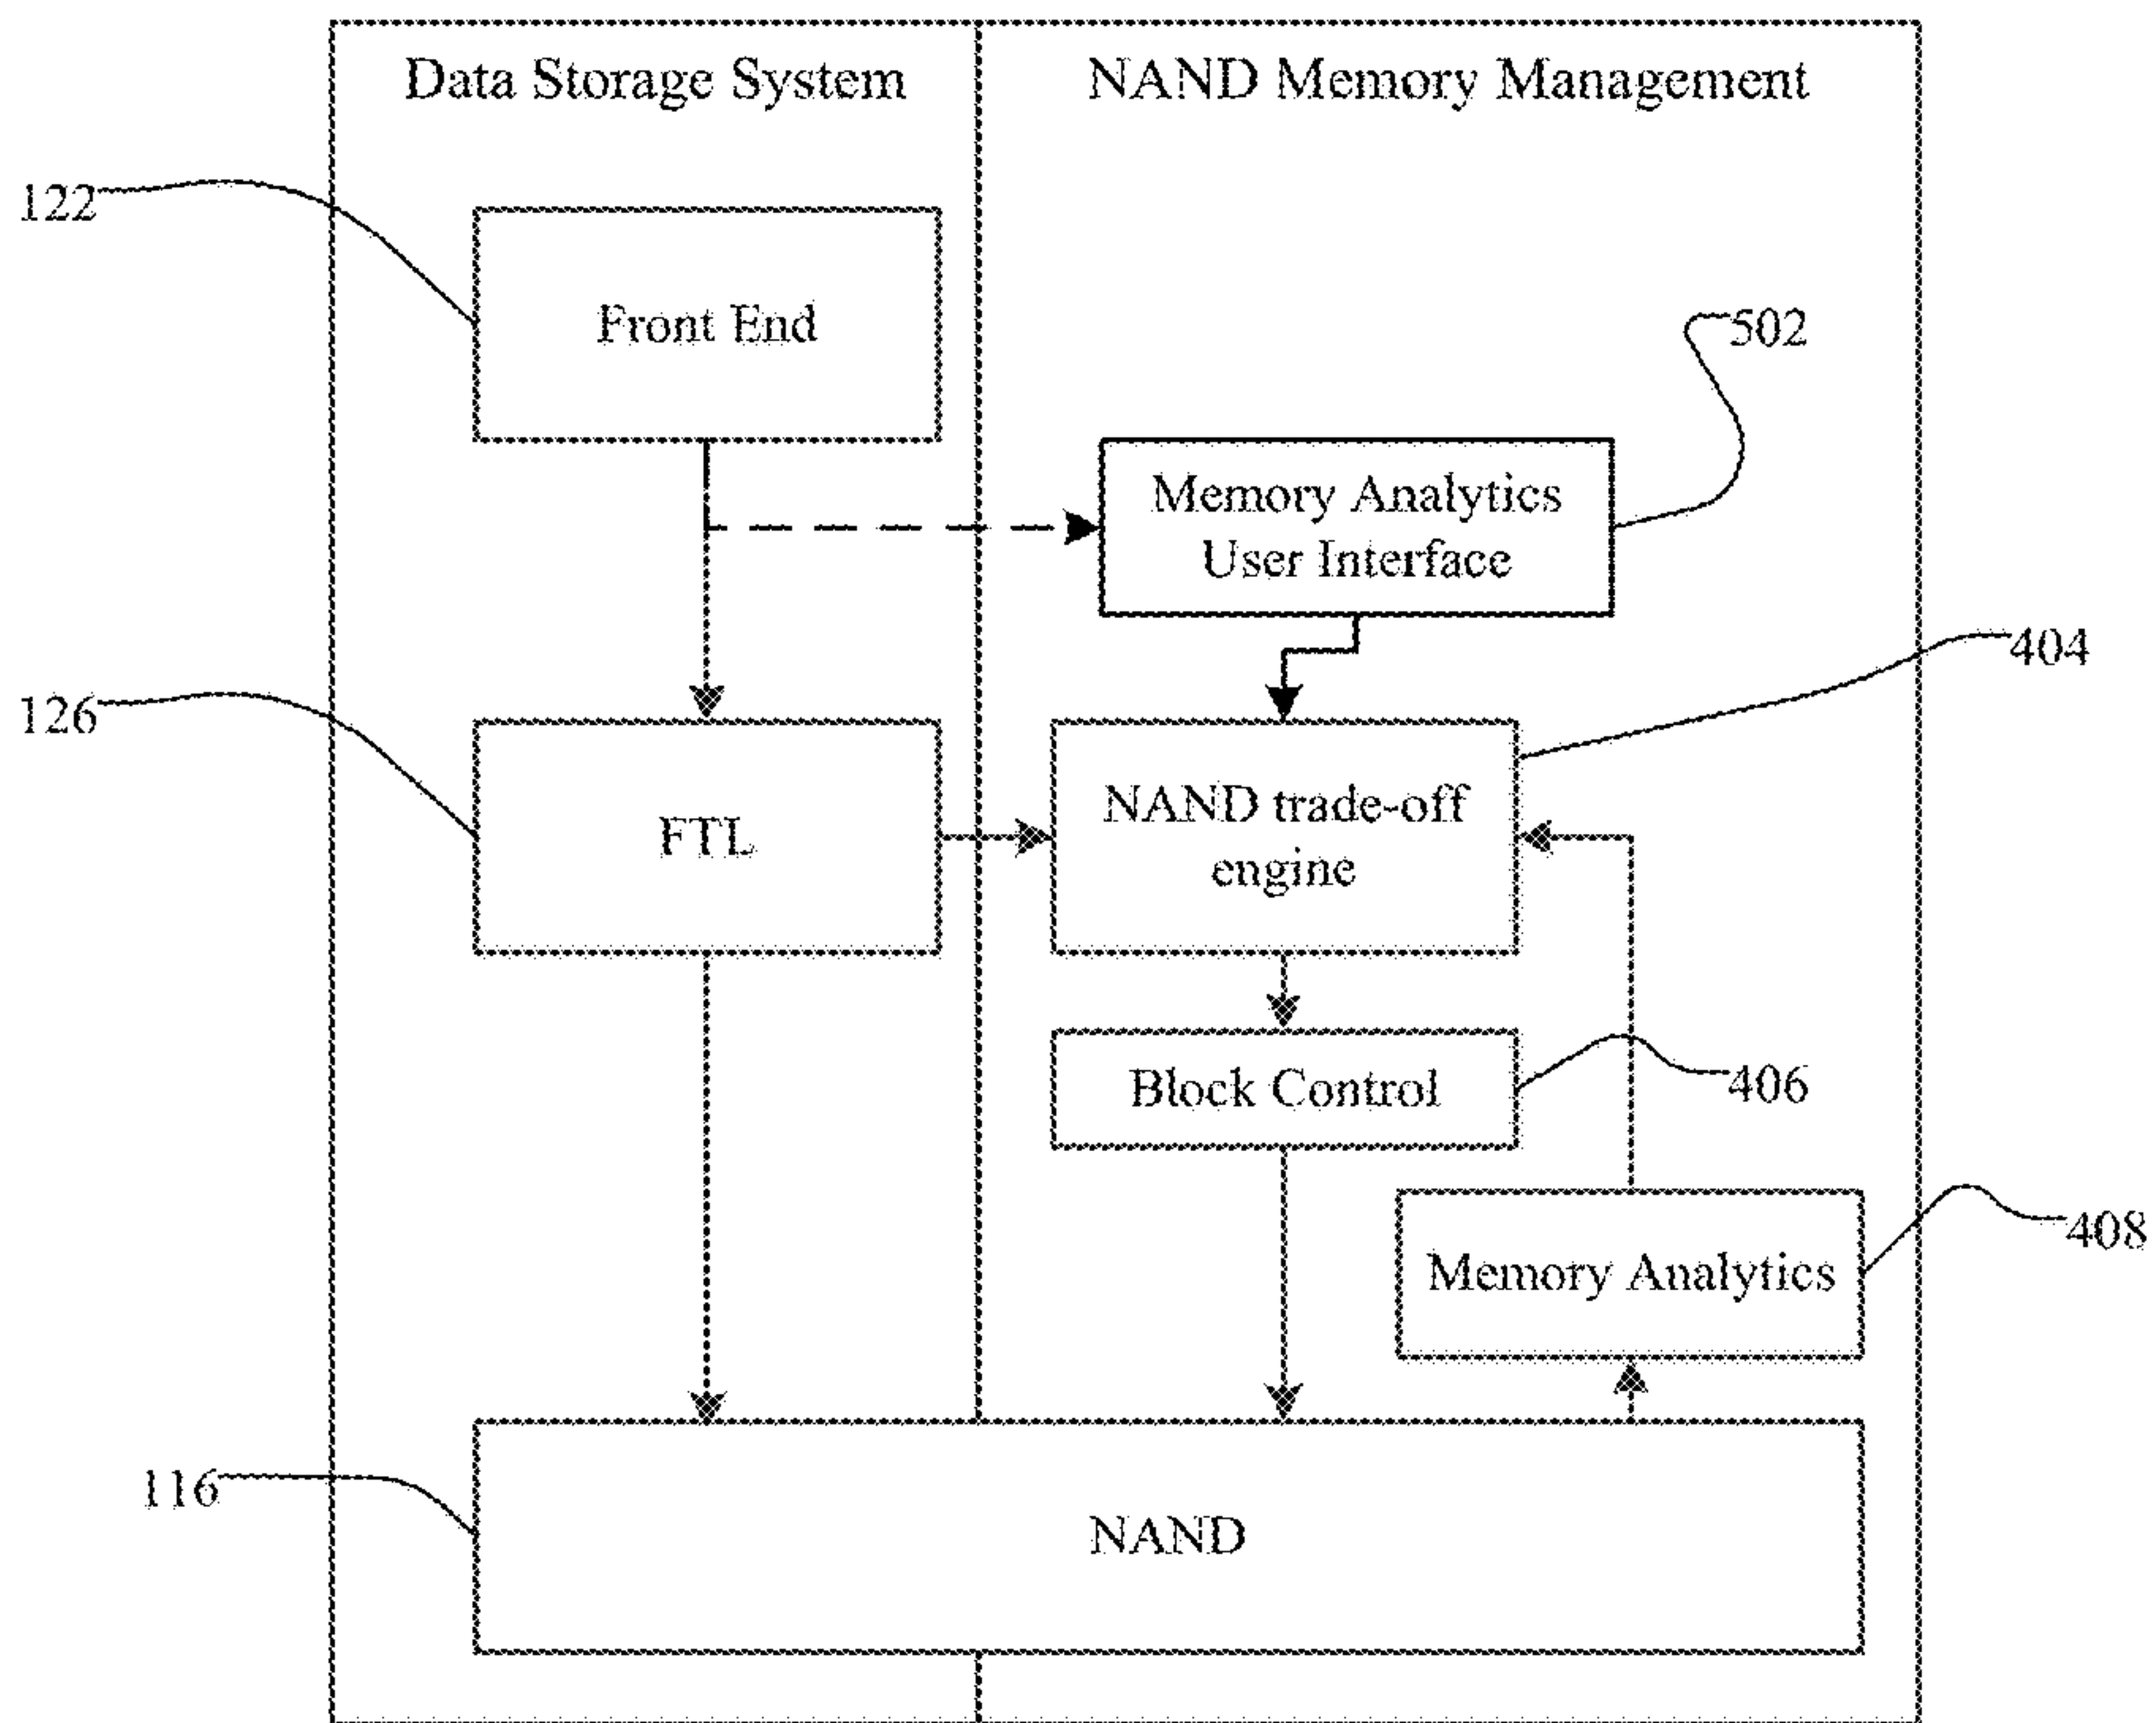 Data Storage System
NAND Memory Management
122
Front End
502
Memory Analytics
User Interface
404
126
FTL
NAND trade-off
engine
Block Control
406
408
Memory Analytics
116
NAND